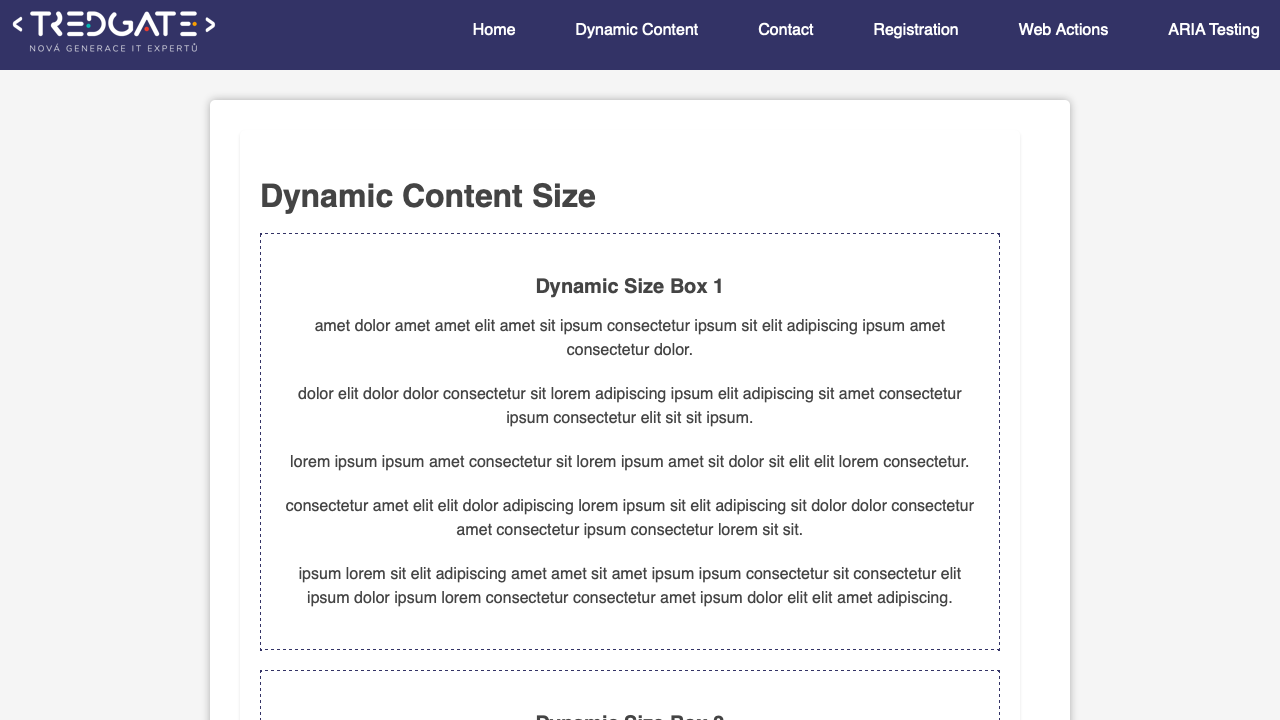 TREDGATE
NOVÁ GENERACE IT EXPERTŮ
Home Dynamic Content Contact Registration Web Actions ARIA Testing
Dynamic Content Size
Dynamic Size Box 1
amet dolor amet amet elit amet sit ipsum consectetur ipsum sit elit adipiscing ipsum amet
consectetur dolor.
dolor elit dolor dolor consectetur sit lorem adipiscing ipsum elit adipiscing sit amet consectetur
ipsum consectetur elit sit sit ipsum.
lorem ipsum ipsum amet consectetur sit lorem ipsum amet sit dolor sit elit elit lorem consectetur.
consectetur amet elit elit dolor adipiscing lorem ipsum sit elit adipiscing sit dolor dolor consectetur
amet consectetur ipsum consectetur lorem sit sit.
ipsum lorem sit elit adipiscing amet amet sit amet ipsum ipsum consectetur sit consectetur elit
ipsum dolor ipsum lorem consectetur consectetur amet ipsum dolor elit elit amet adipiscing.
Dynamic Size Box